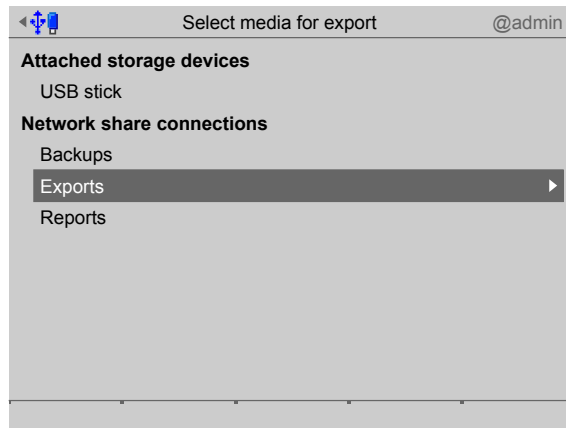 Select media for export @admin
Attached storage devices
USB stick
Network share connections
Backups
Exports
Reports